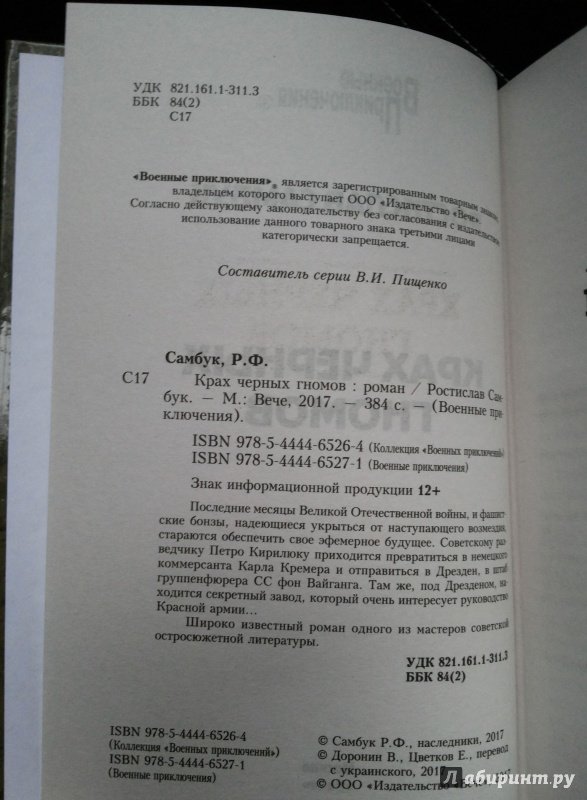 УДК 821.161.1-311.3
ББК 84(2)
С17
«Военные приключения»® является зарегистрированным товарным знаком,
владельцем которого выступает ООО «Издательство «Вече».
Согласно действующему законодательству без согласования с издательством
использование данного товарного знака третьими лицами
категорически запрещается.
Составитель серии В.И. Пищенко
Самбук, Р.Ф.
С17 Крах черных гномов : роман / Ростислав Сам-
бук. — М.: Вече, 2017. — 384 с. — (Военные при-
ключения).
ISBN 978-5-4444-6526-4 (Коллекция «Военных приключений»)
ISBN 978-5-4444-6527-1 (Военные приключения)
Знак информационной продукции 12+
Последние месяцы Великой Отечественной войны, и фашист-
ские бонзы, надеющиеся укрыться от наступающего возмездия,
стараются обеспечить свое эфемерное будущее. Советскому раз-
ведчику Петро Кирилюку приходится превратиться в немецкого
коммерсанта Карла Кремера и отправиться в Дрезден, в штаб
группенфюрера СС фон Вайганга. Там же, под Дрезденом, на-
ходится секретный завод, который очень интересует руководство
Красной армии...
Широко известный роман одного из мастеров советской
остросюжетной литературы.
УДК 821.161.1-311.3
ББК 84(2)
ISBN 978-5-4444-6526-4
(Коллекция «Военных приключений»)
ISBN 978-5-4444-6527-1
(Военные приключения)
© Самбук Р.Ф., наследники, 2017
© Доронин В., Цветков Е., перевод
с украинского,
© ООО «Издательство «Вече»
Лабиринт.ру